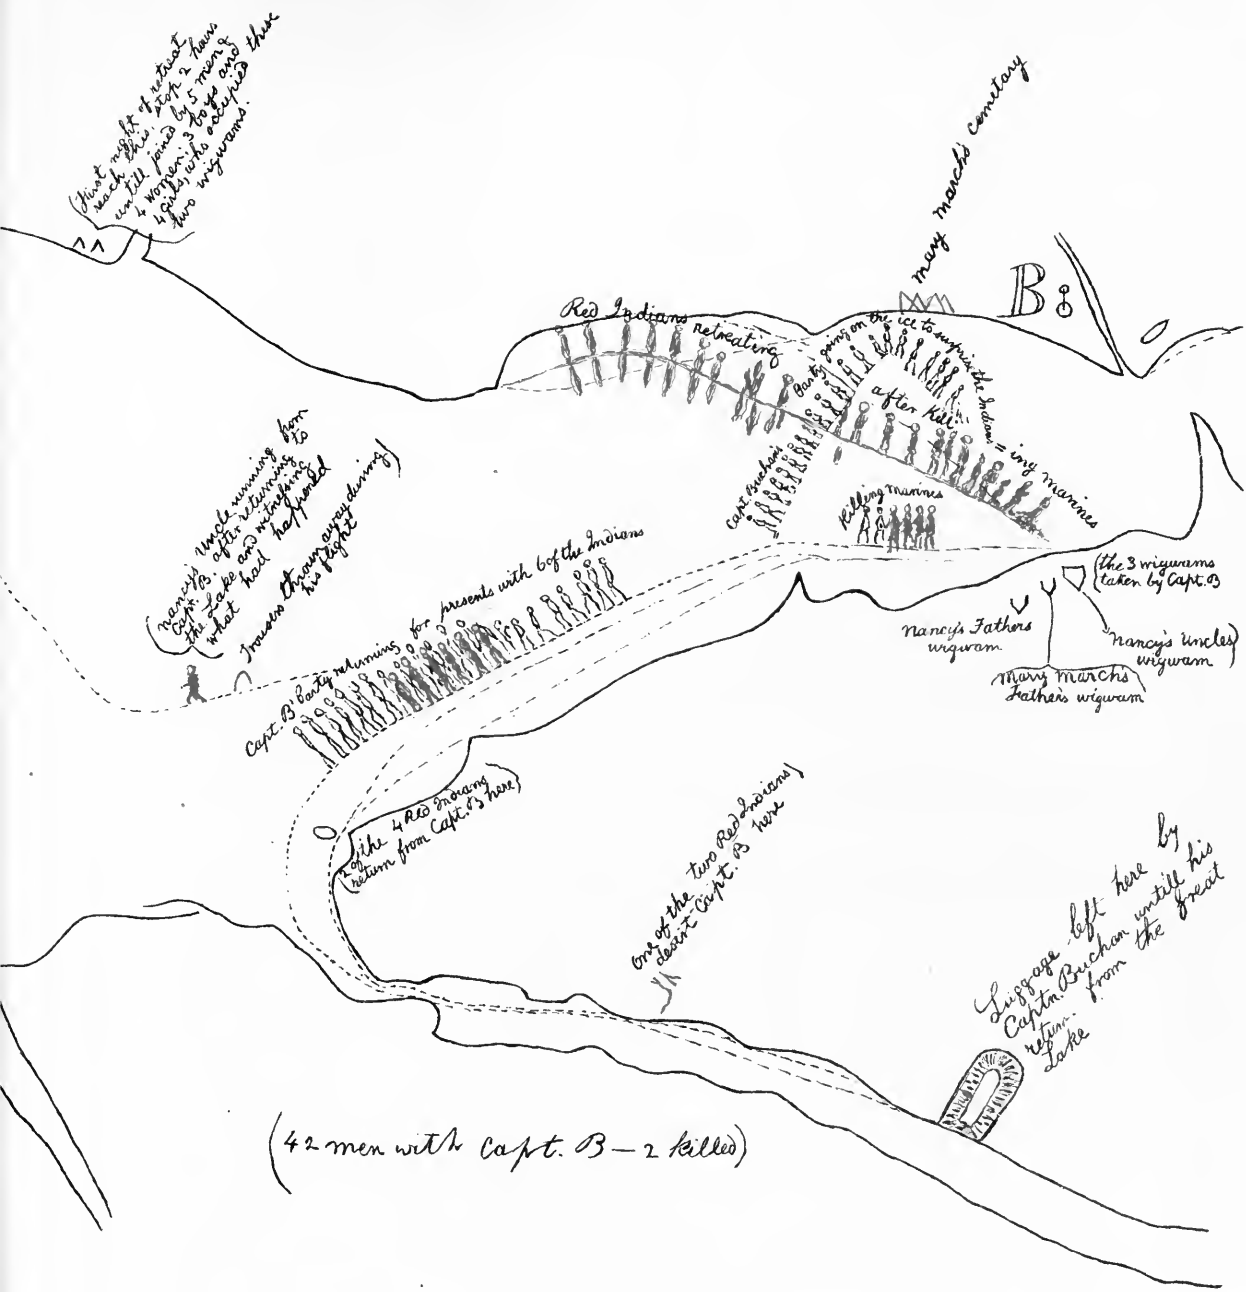 (First night of retreat
reach this. stop 2 hours
untill joined by 5 men &
4 women, 3 boys and
4 girls, who occupied these
two wigwams.
mary march's cemetary
B
Red Indians retreating
Party going on the ice to surprise the Indians
after kill=ing marines
Capt. Buchan's
Killing marines
(the 3 wigwams
taken by Capt. B
Nancy's Fathers
wigwam
Nancy's Uncles)
wigwam
Mary March's
Father's wigwam
(Nancy's Uncle running from
Capt. B. after returning to
the Lake and witnesing
what had happened
Trousers thrown away during)
his flight
Capt. B' Party returning for presents with 6 of the Indians
(2 of the 4 Red Indians
return from Capt. B here)
one of the two Red Indians)
desert Capt. B here
Luggage left here by
Captn. Buchan untill his
return. from the Great
Lake
(42 men with Capt. B – 2 killed)